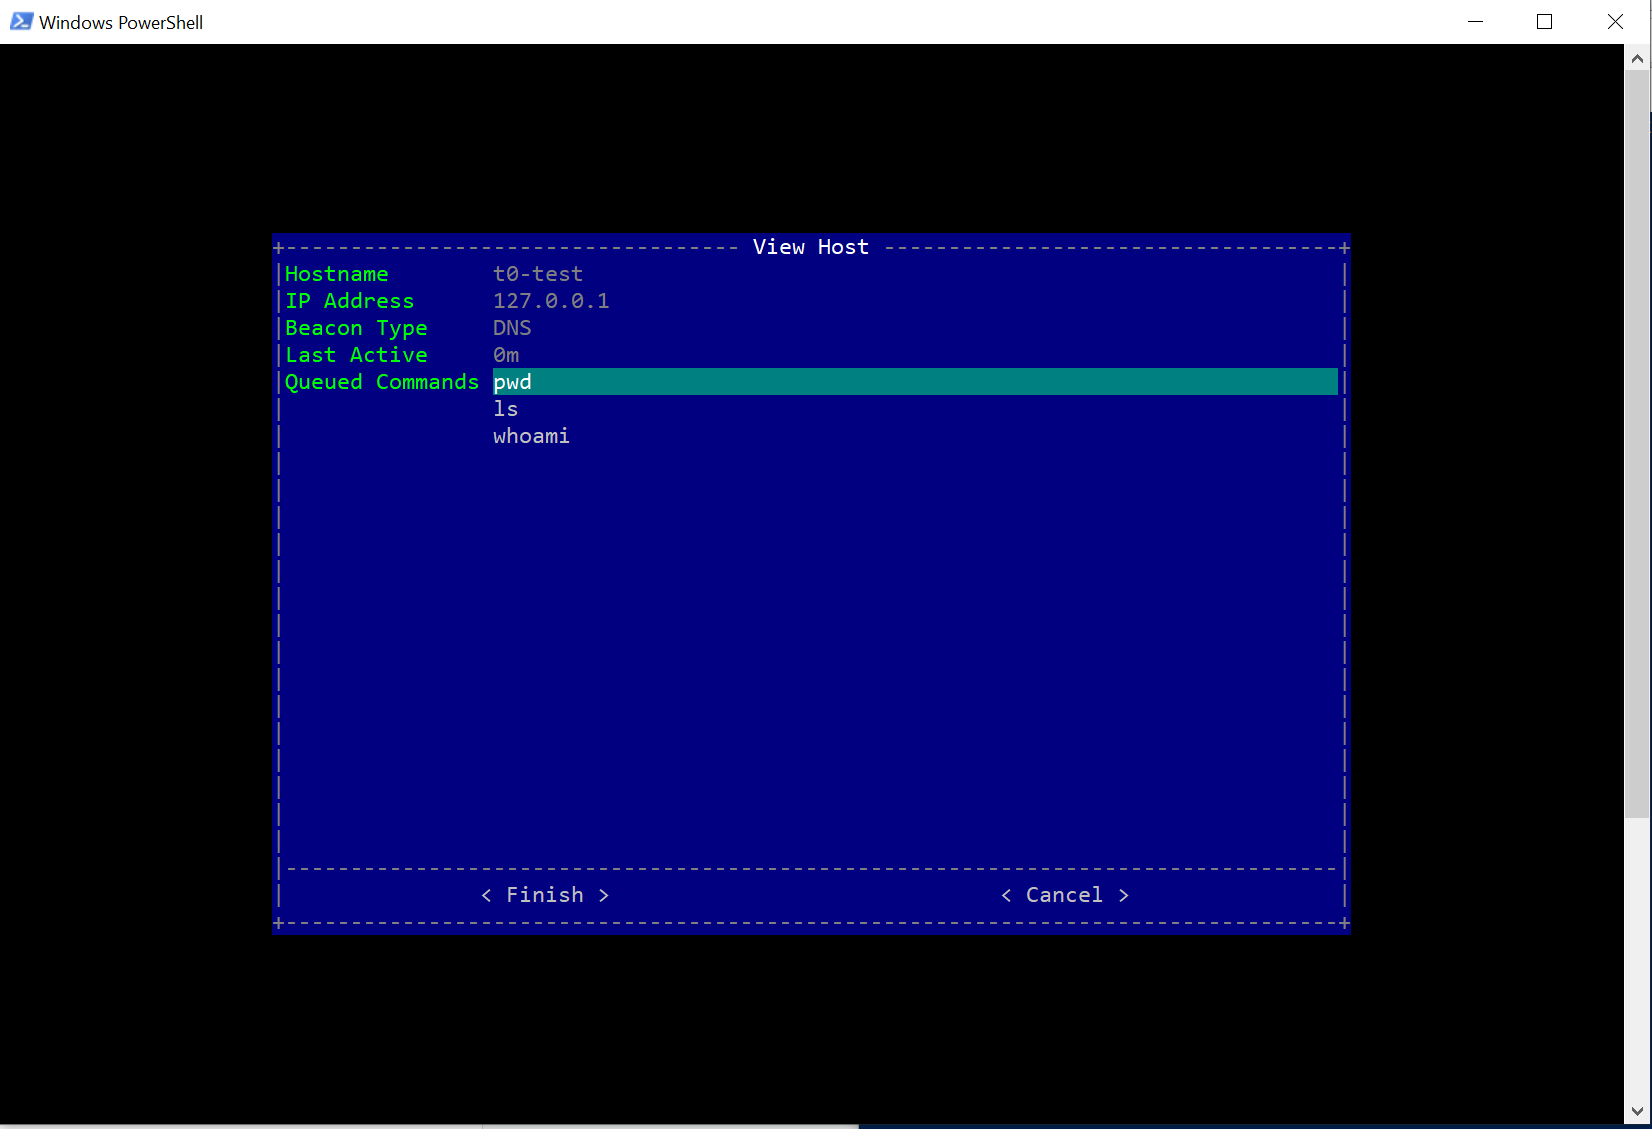 Windows PowerShell
View Host
Hostname t0-test
IP Address 127.0.0.1
Beacon Type DNS
Last Active 0m
Queued Commands pwd
ls
whoami
< Finish > < Cancel >